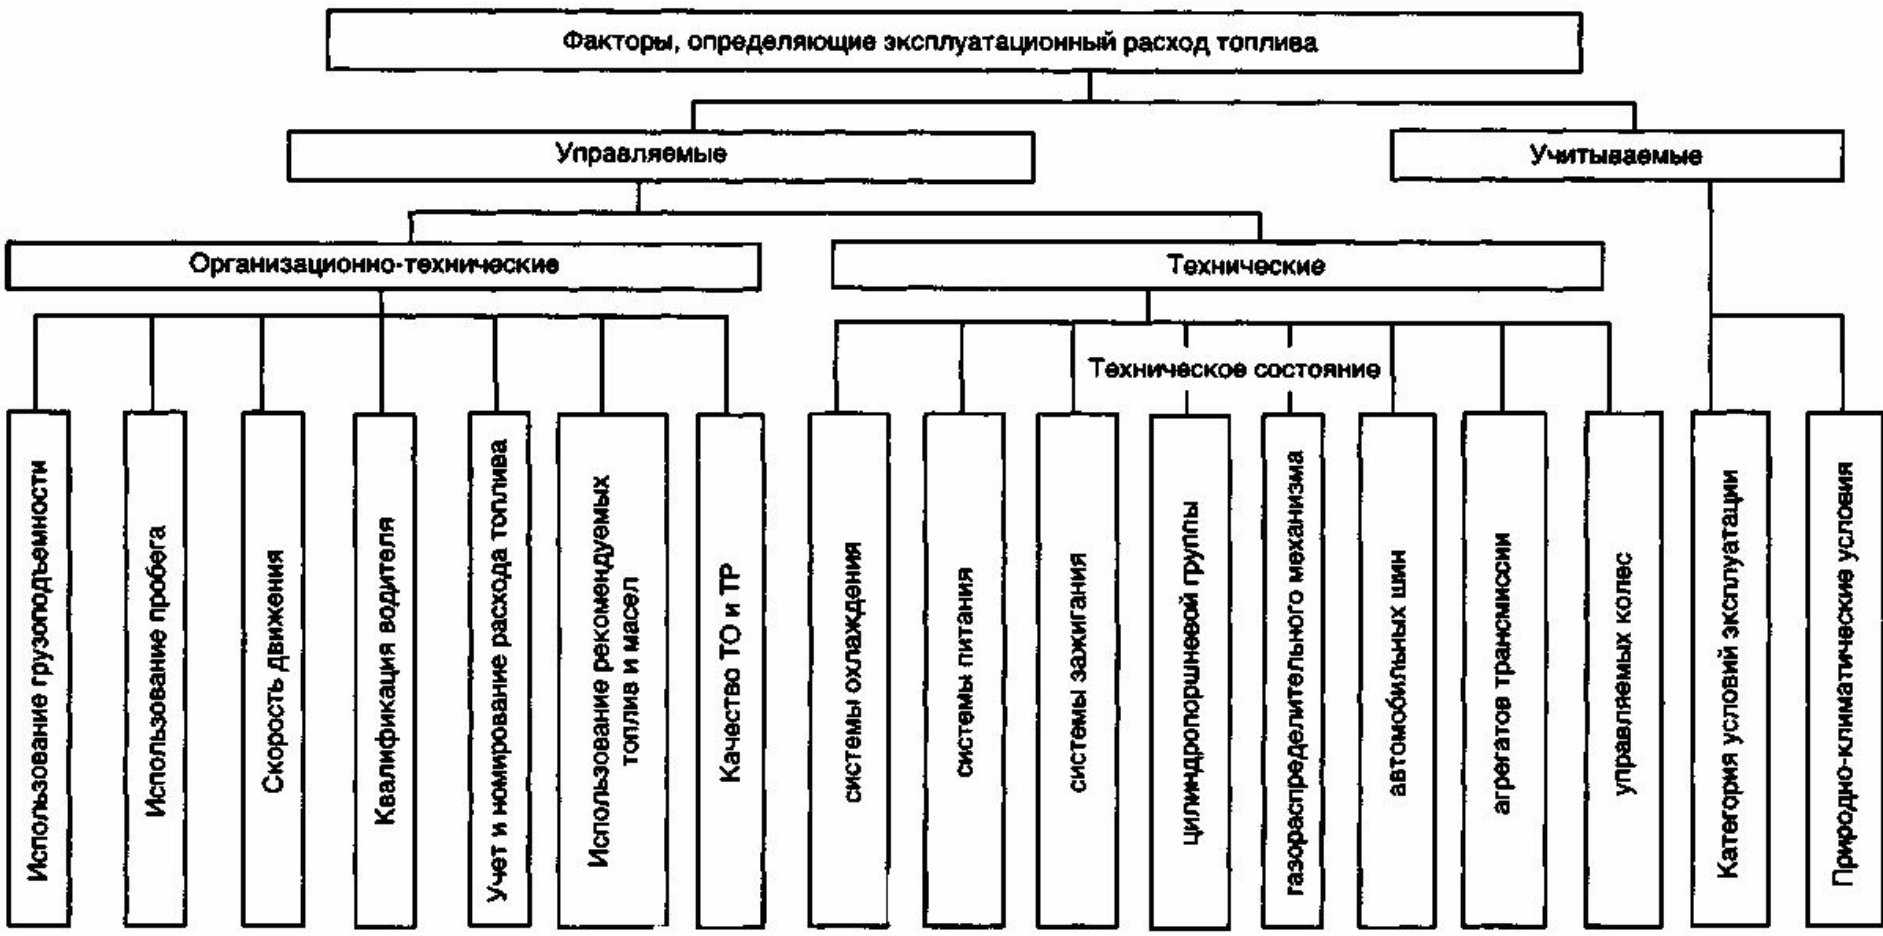 Факторы, определяющие эксплуатационный расход топлива
Управляемые
Учитываемые
Организационно-технические
Технические
Техническое состояние
Использование грузоподъемности
Использование пробега
Скорость движения
Квалификация водителя
Учет и номирование расхода топлива
Использование рекомендуемых
топлив и масел
Качество ТО и ТР
системы охлаждения
системы питания
системы зажигания
цилиндропоршневой группы
газораспределительного механизма
автомобильных шин
агрегатов трансмиссии
управляемых колес
Категория условий эксплуатации
Природно-климатические условия